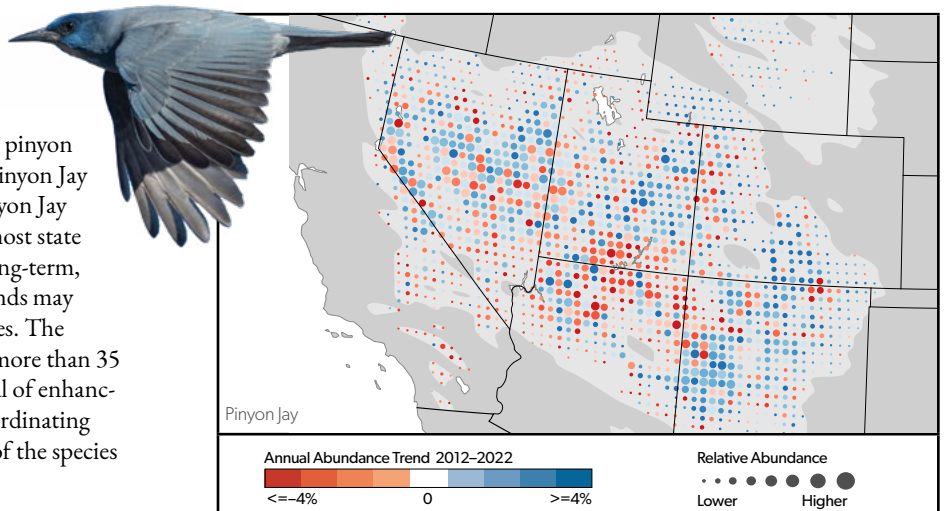 pinyon
inyon Jay
yon Jay
ost state
ng-term,
nds may
es. The
more than 35
l of enhanc-
rdinating
of the species
Pinyon Jay
Annual Abundance Trend 2012–2022
<=–4% 0 >=4%
Relative Abundance
Lower Higher